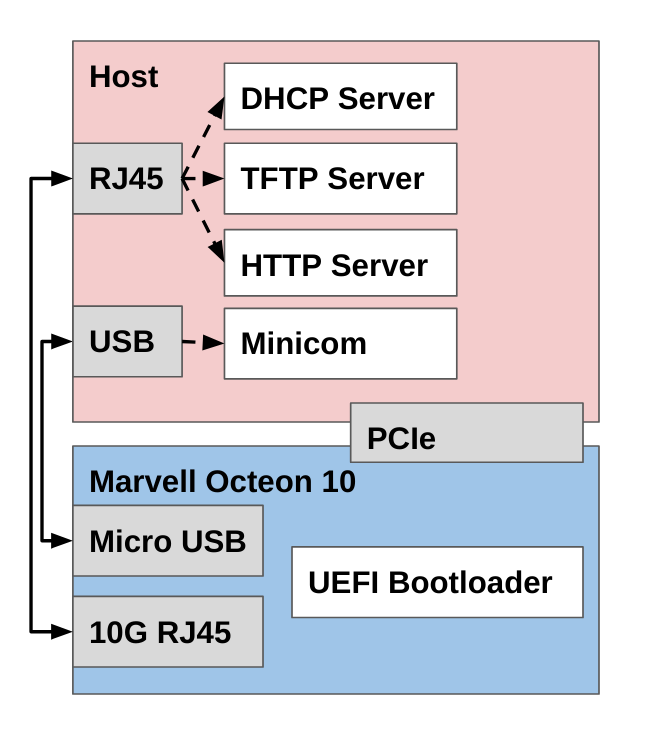 Host
DHCP Server
RJ45
TFTP Server
HTTP Server
USB
Minicom
PCIe
Marvell Octeon 10
Micro USB
UEFI Bootloader
10G RJ45